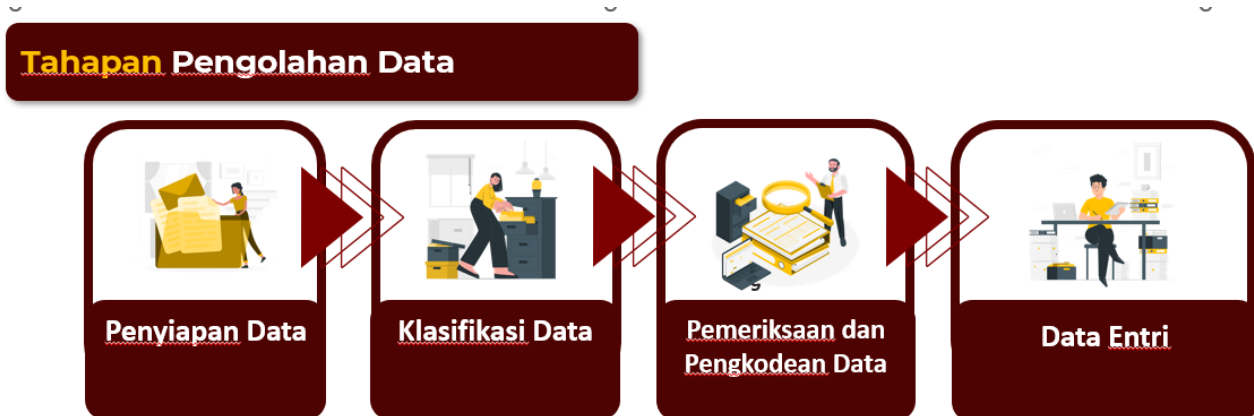 Tahapan Pengolahan Data
Penyiapan Data
Klasifikasi Data
Pemeriksaan dan
Pengkodean Data
Data Entri